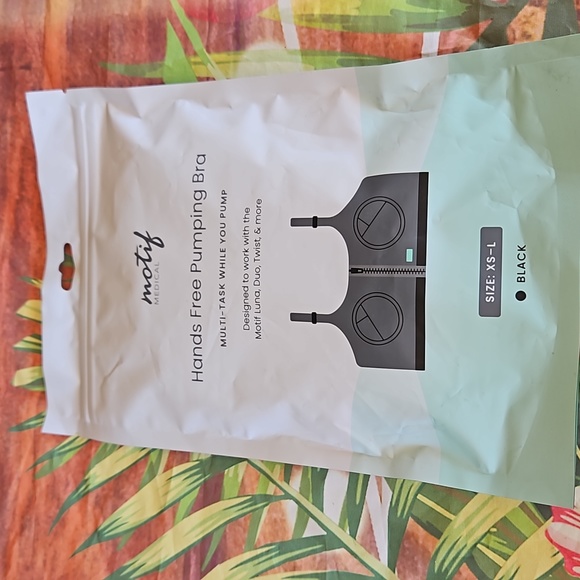 motif
MEDICAL
Hands Free Pumping Bra
MULTI-TASK WHILE YOU PUMP
Designed to work with the
Motif Luna, Duo, Twist, & more
SIZE: XS-L
BLACK